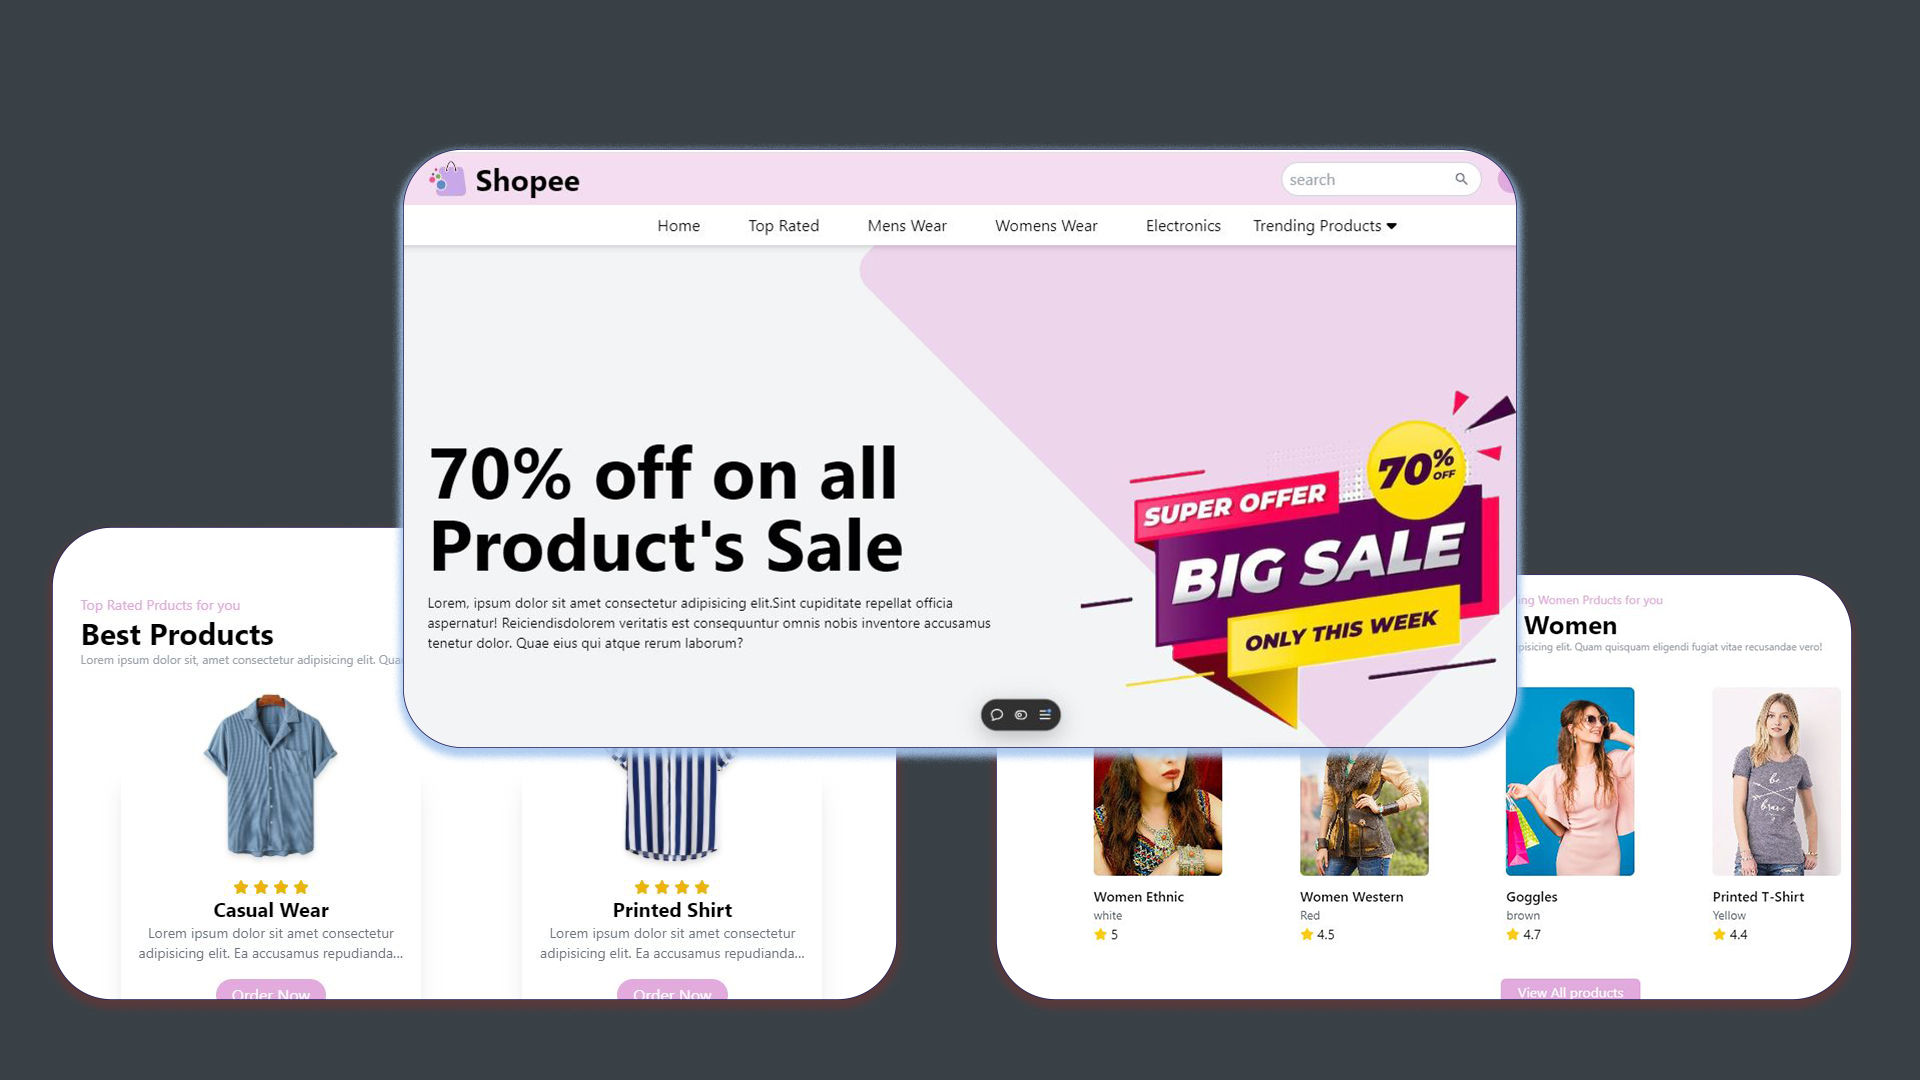 Shopee
search
Home Top Rated Mens Wear Womens Wear Electronics Trending Products
70% off on all
Product's Sale
Lorem, ipsum dolor sit amet consectetur adipisicing elit.Sint cupiditate repellat officia
aspernatur! Reiciendisdolorem veritatis est consequuntur omnis nobis inventore accusamus
tenetur dolor. Quae eius qui atque rerum laborum?
70%
OFF
SUPER OFFER
BIG SALE
ONLY THIS WEEK
Top Rated Prducts for you
Best Products
Lorem ipsum dolor sit, amet consectetur adipisicing elit. Qua
Casual Wear
Lorem ipsum dolor sit amet consectetur
adipisicing elit. Ea accusamus repudianda...
Order Now
Printed Shirt
Lorem ipsum dolor sit amet consectetur
adipisicing elit. Ea accusamus repudianda...
Order Now
ing Women Prducts for you
Women
pisicing elit. Quam quisquam eligendi fugiat vitae recusandae vero!
be
brave
Women Ethnic
white
5
Women Western
Red
4.5
Goggles
brown
4.7
Printed T-Shirt
Yellow
4.4
View All products